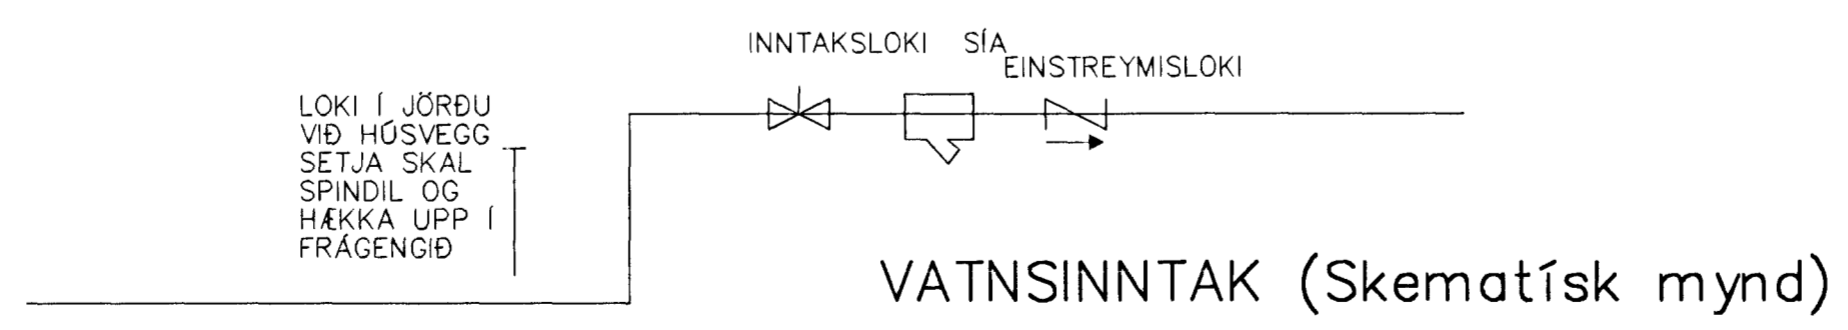 INNTAKSLOKI SÍA
EINSTREYMISLOKI
LOKI Í JÖRÐU
VIÐ HÚSVEGG
SETJA SKAL
SPINDIL OG
HÆKKA UPP Í
FRÁGENGIÐ
VATNSINNTAK (Skematísk mynd)